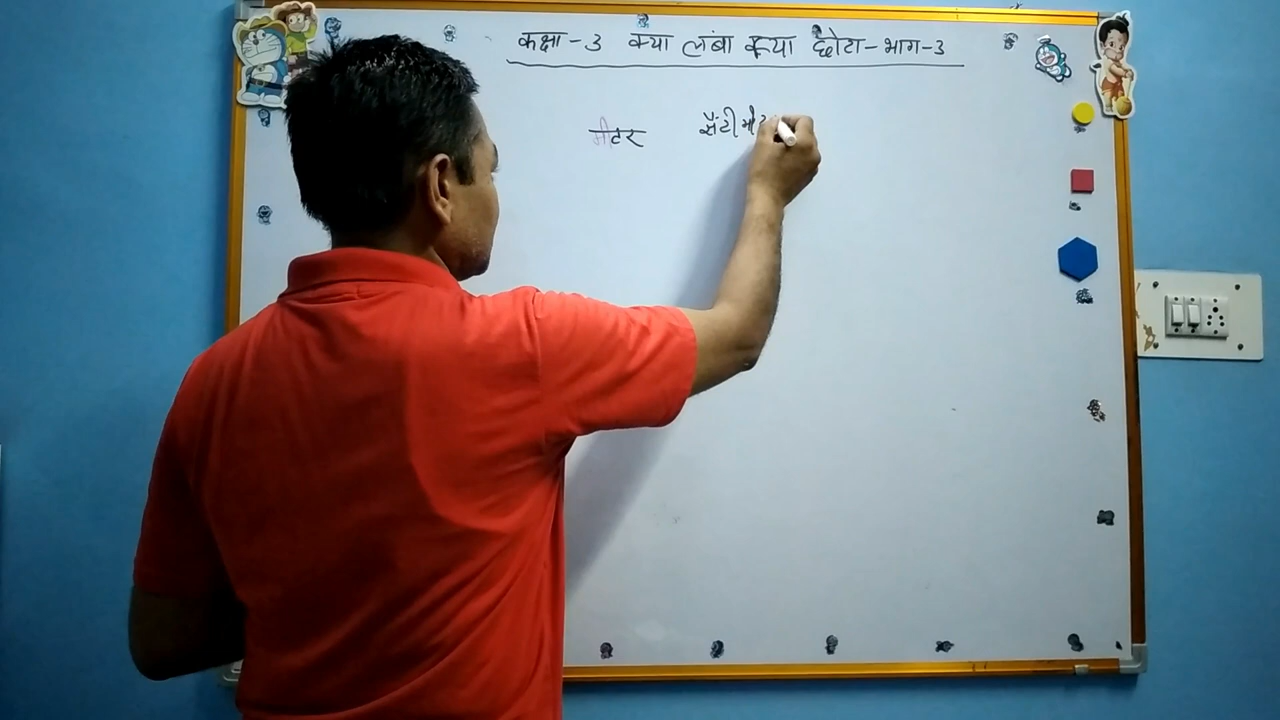 कक्षा-3 क्या लंबा क्या छोटा-भाग-3
मीटर सेंटीमी